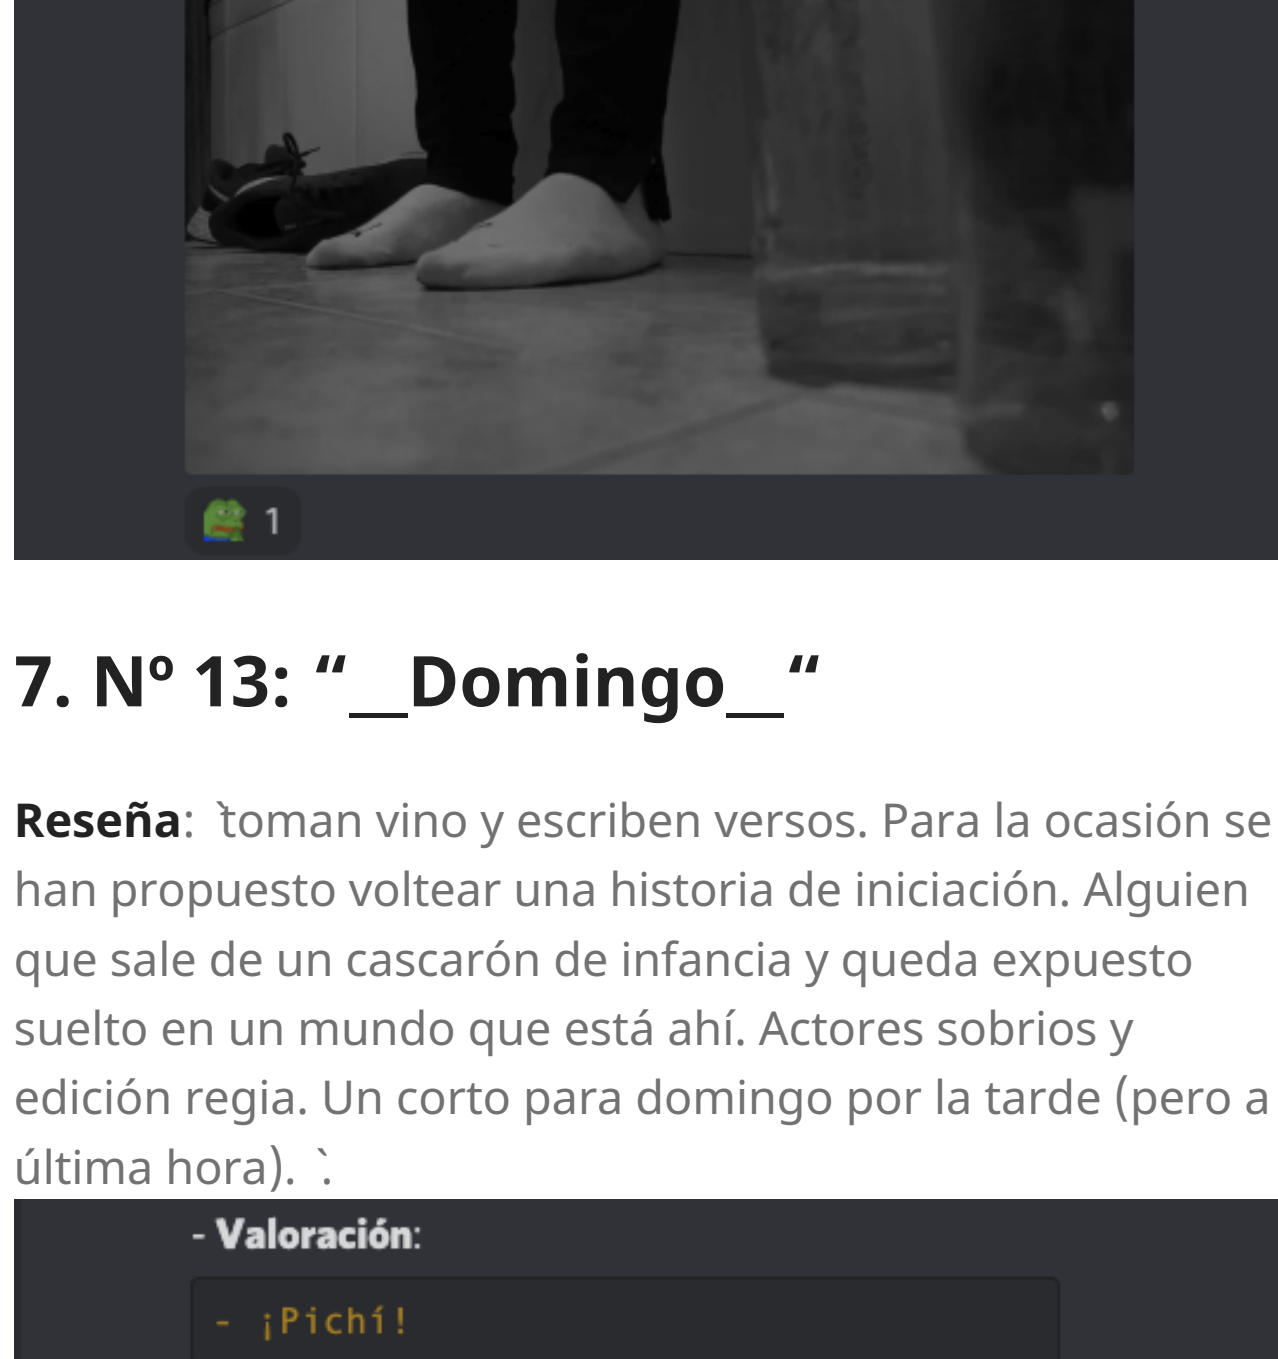 1
7. Nº 13: “__Domingo__“
Reseña: `toman vino y escriben versos. Para la ocasión se
han propuesto voltear una historia de iniciación. Alguien
que sale de un cascarón de infancia y queda expuesto
suelto en un mundo que está ahí. Actores sobrios y
edición regia. Un corto para domingo por la tarde (pero a
última hora). `.
- Valoración:
- ¡Pichí!